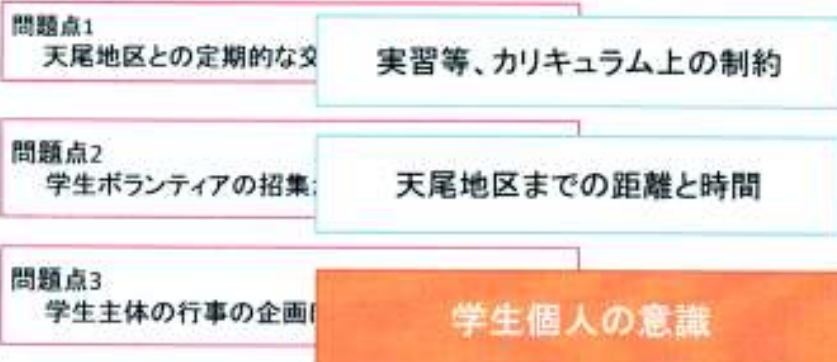 問題点1
天尾地区との定期的な交
実習等、カリキュラム上の制約
問題点2
学生ボランティアの招集
天尾地区までの距離と時間
問題点3
学生主体の行事の企画
学生個人の意識